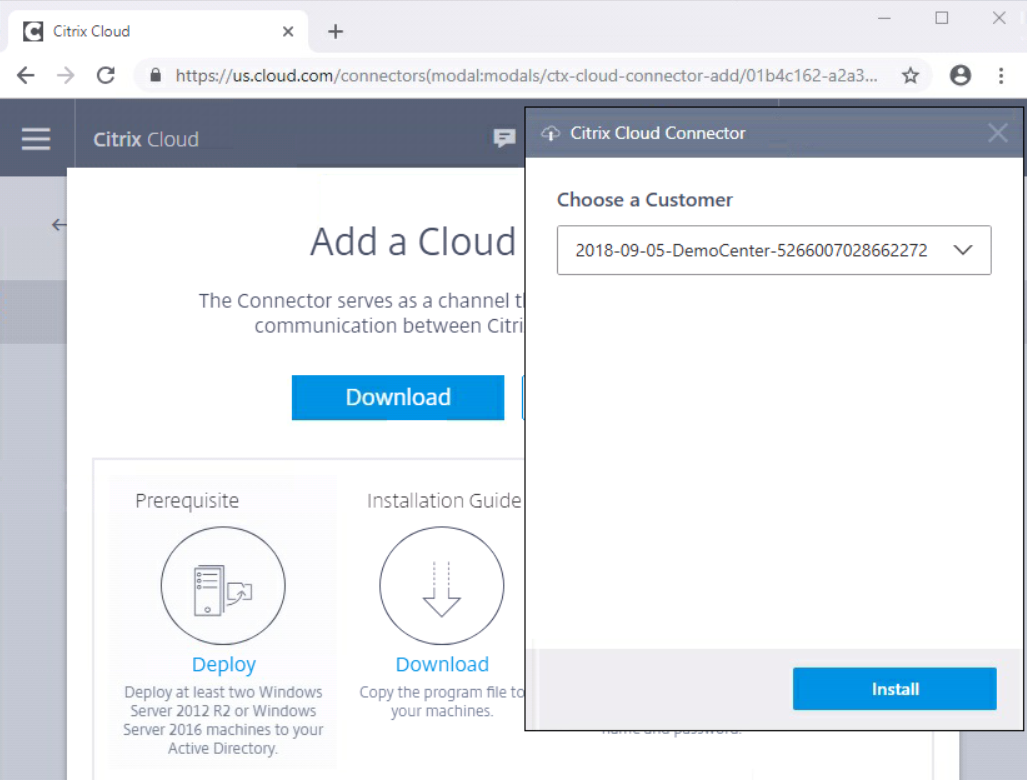 Citrix Cloud
https://us.cloud.com/connectors(modal:modals/ctx-cloud-connector-add/01b4c162-a2a3...
Citrix Cloud
Citrix Cloud Connector
Choose a Customer
2018-09-05-DemoCenter-5266007028662272
Install
Add a Cloud
The Connector serves as a channel
communication between
Download
Prerequisite
Installation Guide
Deploy
Deploy at least two Windows
Server 2012 R2 or Windows
Server 2016 machines to your
Active Directory.
Download
Copy the program file to
your machines.
name and password.